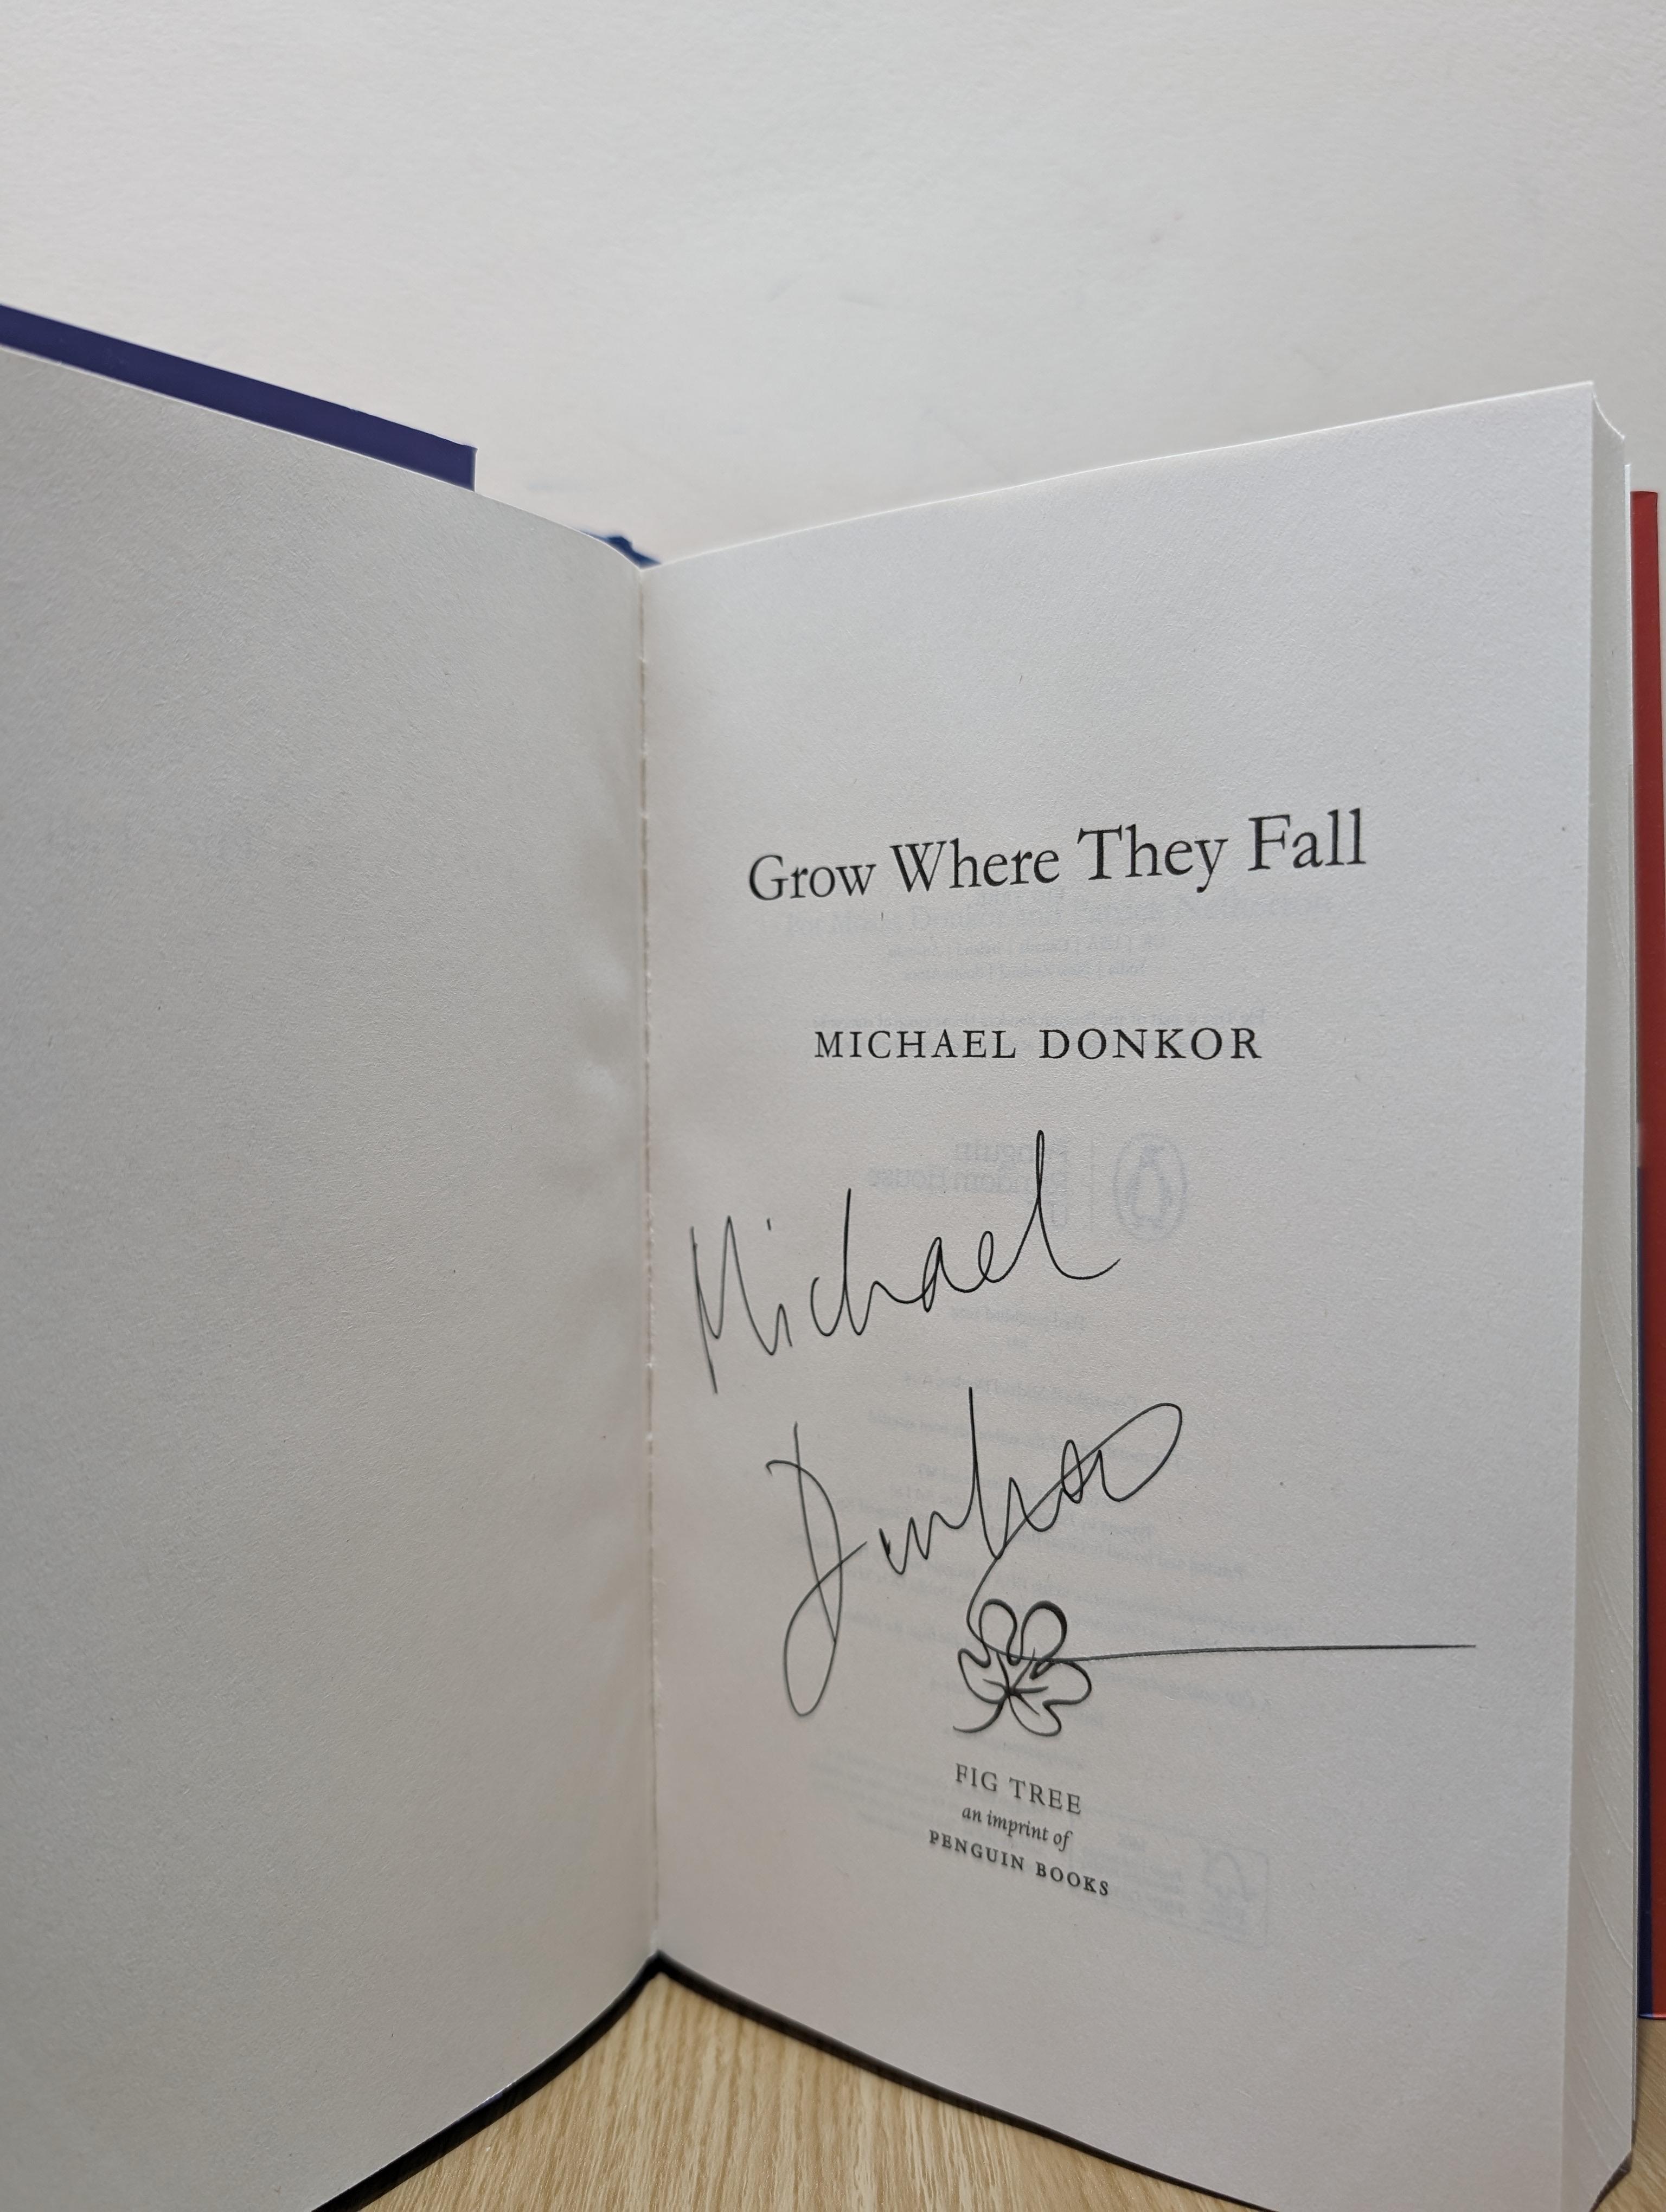 Grow Where They Fall
MICHAEL DONKOR
Michael
Donkor
FIG TREE
an imprint of
PENGUIN BOOKS